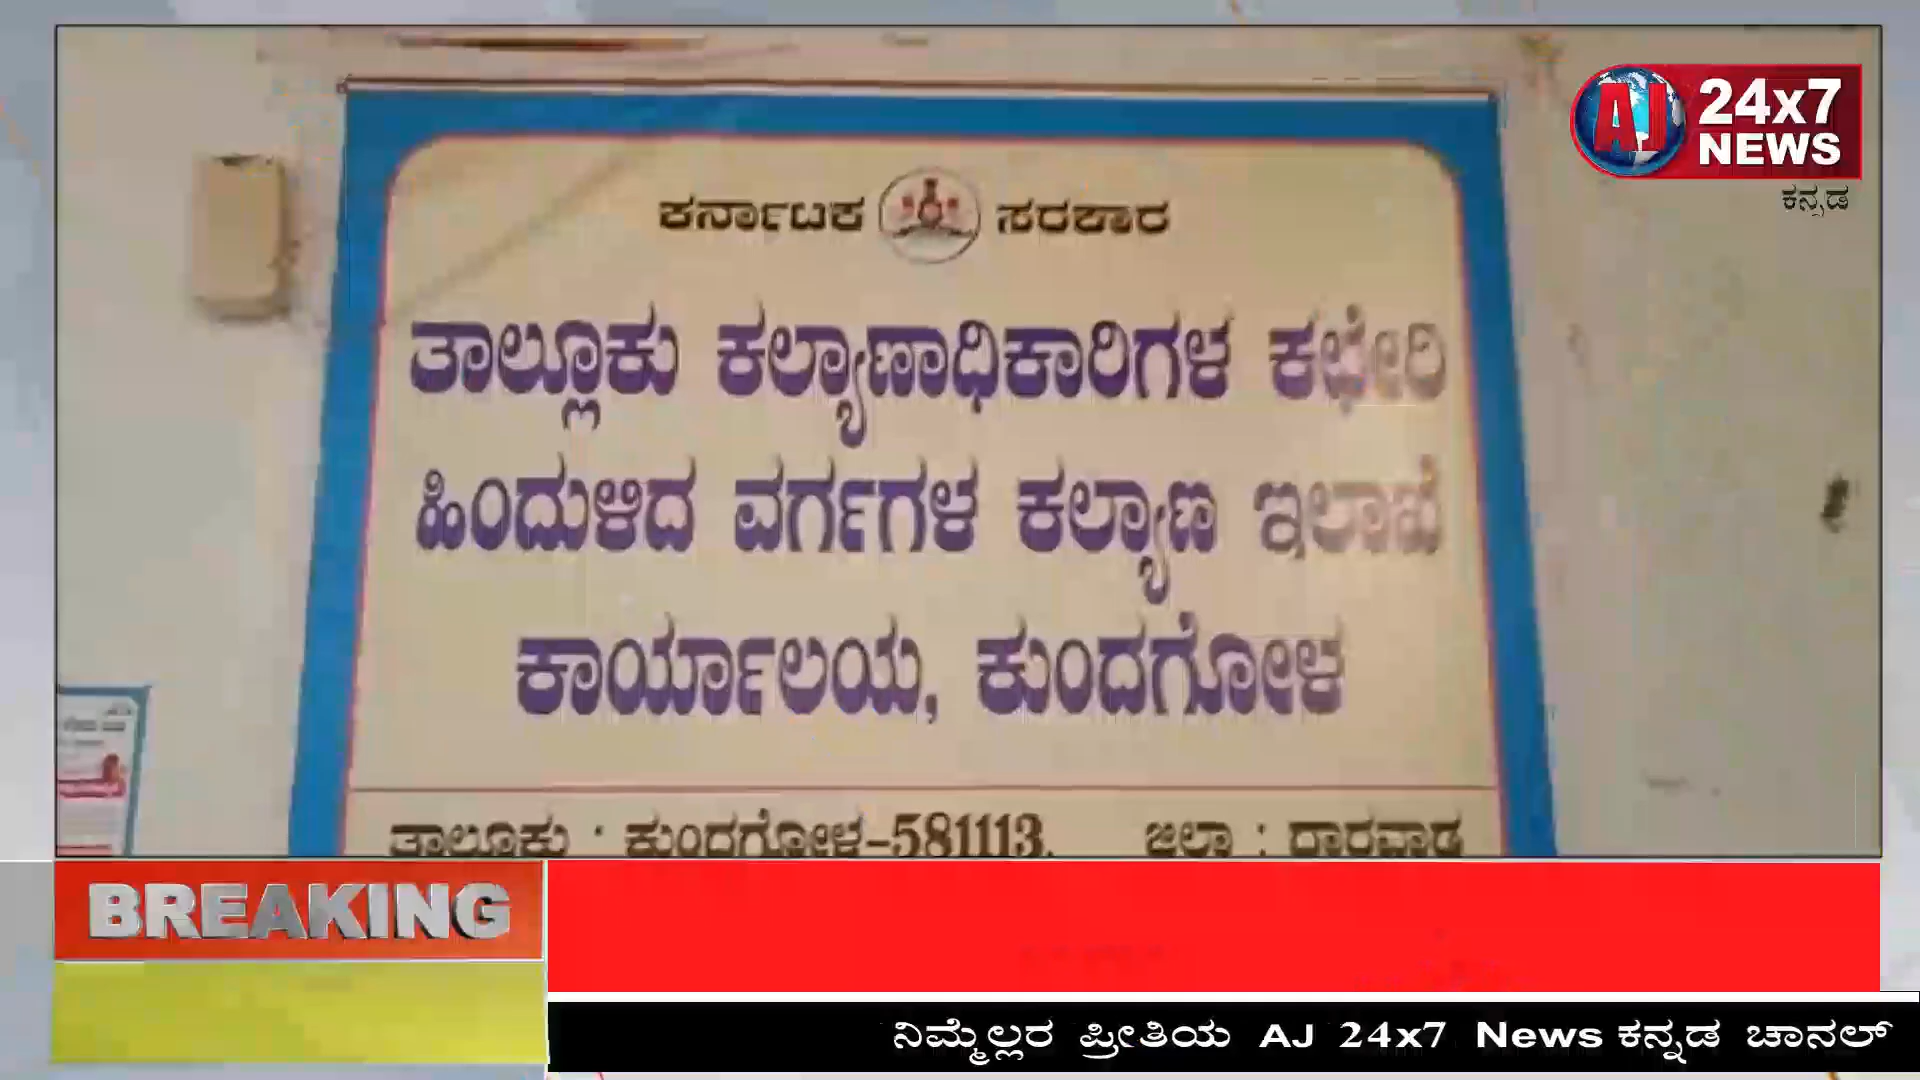 AJ 24x7
NEWS
ಕನ್ನಡ
ಕರ್ನಾಟಕ ಸರಕಾರ
ತಾಲ್ಲೂಕು ಕಲ್ಯಾಣಾಧಿಕಾರಿಗಳ ಕಛೇರಿ
ಹಿಂದುಳಿದ ವರ್ಗಗಳ ಕಲ್ಯಾಣ ಇಲಾಖೆ
ಕಾರ್ಯಾಲಯ, ಕುಂದಗೋಳ
ತಾಲೂಕು : ಕುಂದಗೋಳ-581113. ಜಿಲ್ಲಾ : ಧಾರವಾಡ
BREAKING
ನಿಮ್ಮೆಲ್ಲರ ಪ್ರೀತಿಯ AJ 24x7 News ಕನ್ನಡ ಚಾನಲ್